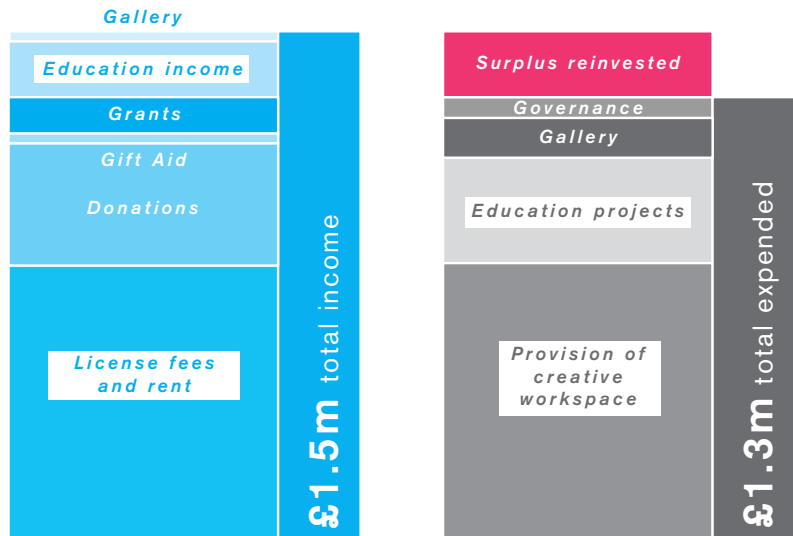 Gallery
Education income
Grants
Gift Aid
Donations
License fees
and rent
£1.5m total income
Surplus reinvested
Governance
Gallery
Education projects
Provision of
creative
workspace
£1.3m total expended